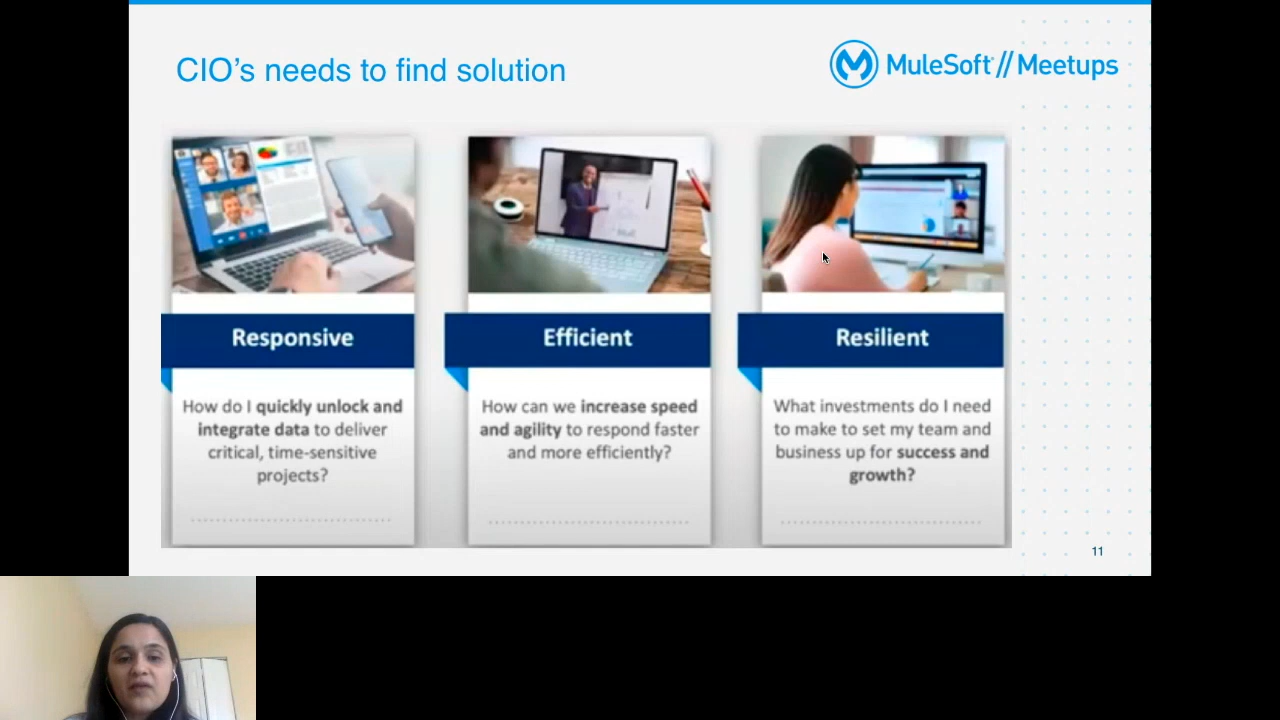 CIO's needs to find solution
MuleSoft // Meetups
Responsive
How do I quickly unlock and
integrate data to deliver
critical, time-sensitive
projects?
Efficient
How can we increase speed
and agility to respond faster
and more efficiently?
Resilient
What investments do I need
to make to set my team and
business up for success and
growth?
11